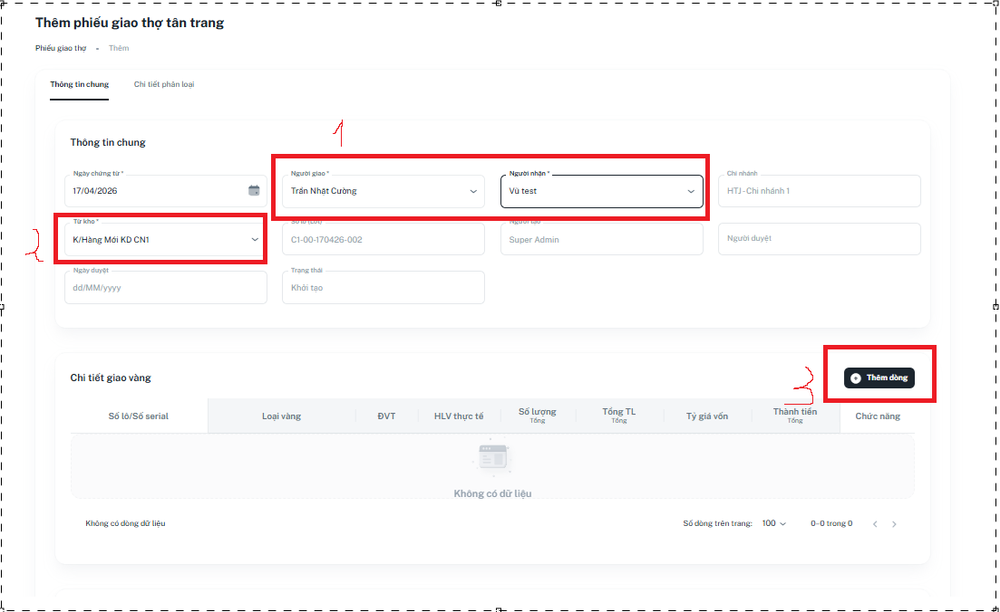 Thêm phiếu giao thợ tân trang
Phiếu giao thợ • Thêm
Thông tin chung Chi tiết phân loại
1
Thông tin chung
Ngày chứng từ * Người giao * Người nhận * Chi nhánh
17/04/2026 Trần Nhật Cường Vũ test HTJ - Chi nhánh 1
2
Từ kho * Số lô (Lot) Người tạo
K/Hàng Mới KD CN1 C1-00-170426-002 Super Admin Người duyệt
Ngày duyệt Trạng thái
dd/MM/yyyy Khởi tạo
3
Chi tiết giao vàng Thêm dòng
Số lô/Số serial Loại vàng ĐVT HLV thực tế Số lượng Tổng TL Tỷ giá vốn Thành tiền Chức năng
Tổng Tổng Tổng
Không có dữ liệu
Không có dòng dữ liệu Số dòng trên trang: 100 0–0 trong 0